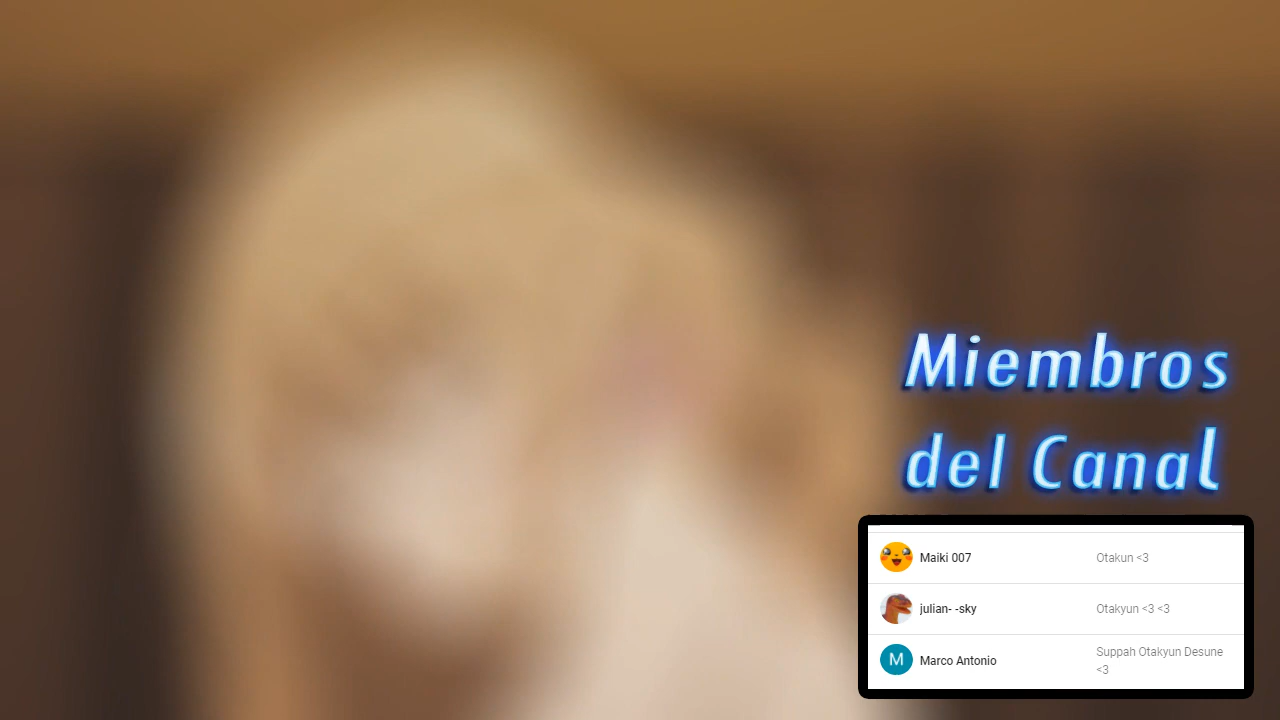 Miembros
del Canal
Maiki 007 Otakun <3
julian- -sky Otakyun <3 <3
Marco Antonio Suppah Otakyun Desune
<3